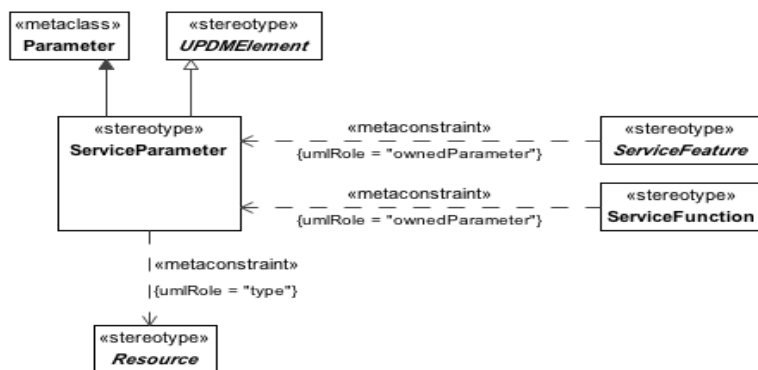 «metaclass»
Parameter
«stereotype»
UPDMElement
«stereotype»
ServiceParameter
«metaconstraint»
{umlRole = "ownedParameter"}
«stereotype»
ServiceFeature
«metaconstraint»
{umlRole = "ownedParameter"}
«stereotype»
ServiceFunction
«metaconstraint»
{umlRole = "type"}
«stereotype»
Resource